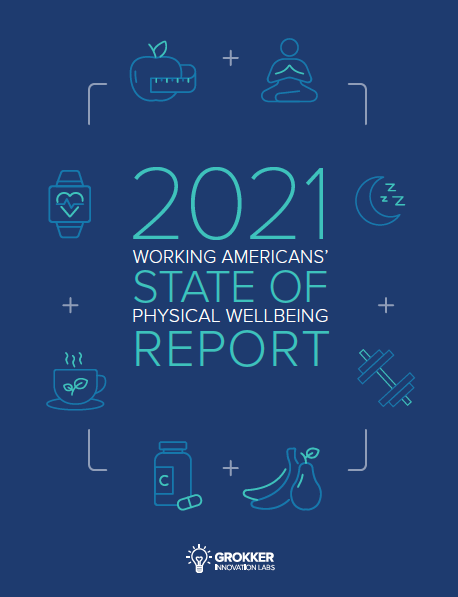 2021
WORKING AMERICANS'
STATE OF
PHYSICAL WELLBEING
REPORT
z z
z z
C
GROKKER
INNOVATION LABS